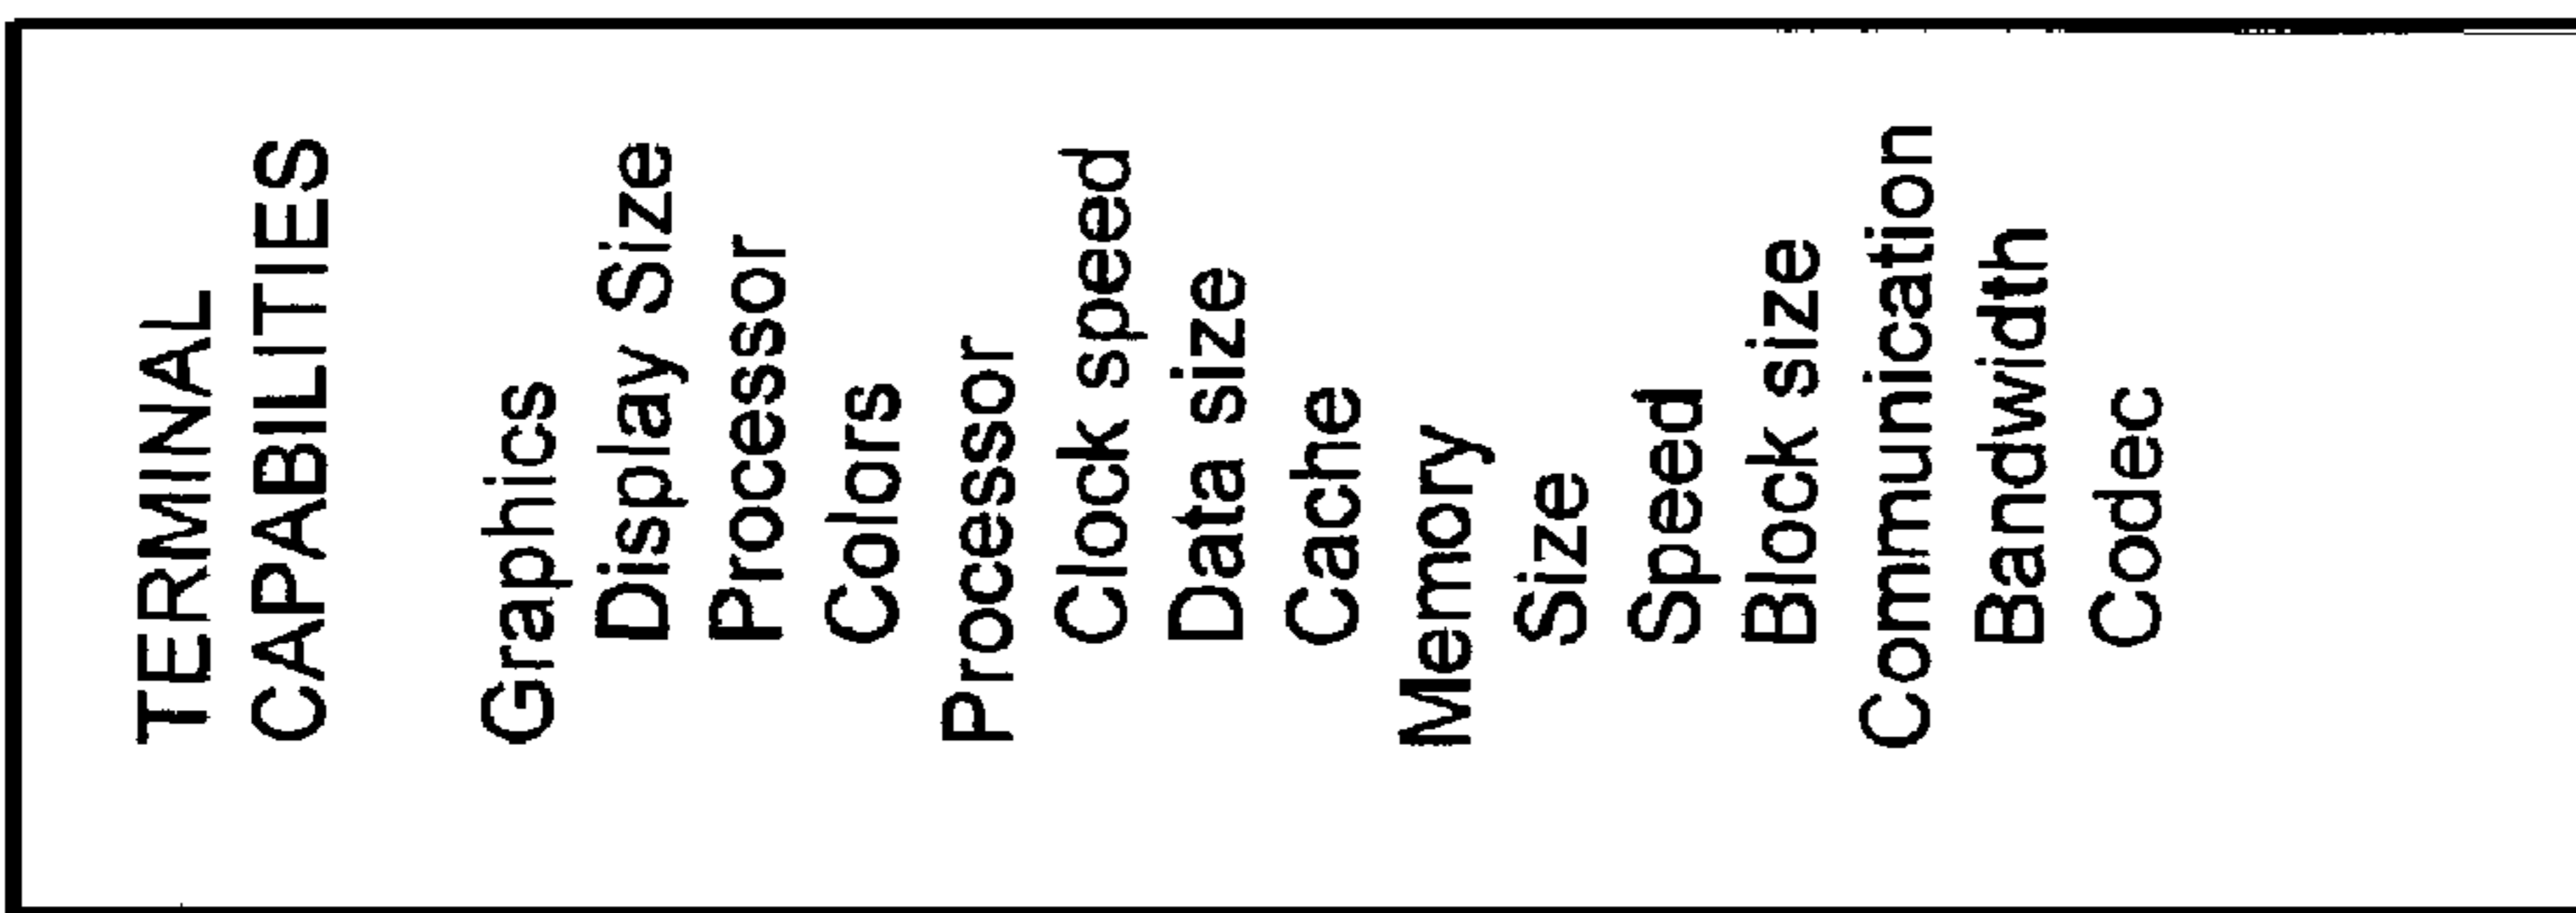 TERMINAL
CAPABILITIES
Graphics
Display Size
Processor
Colors
Processor
Clock speed
Data size
Cache
Memory
Size
Speed
Block size
Communication
Bandwidth
Codec